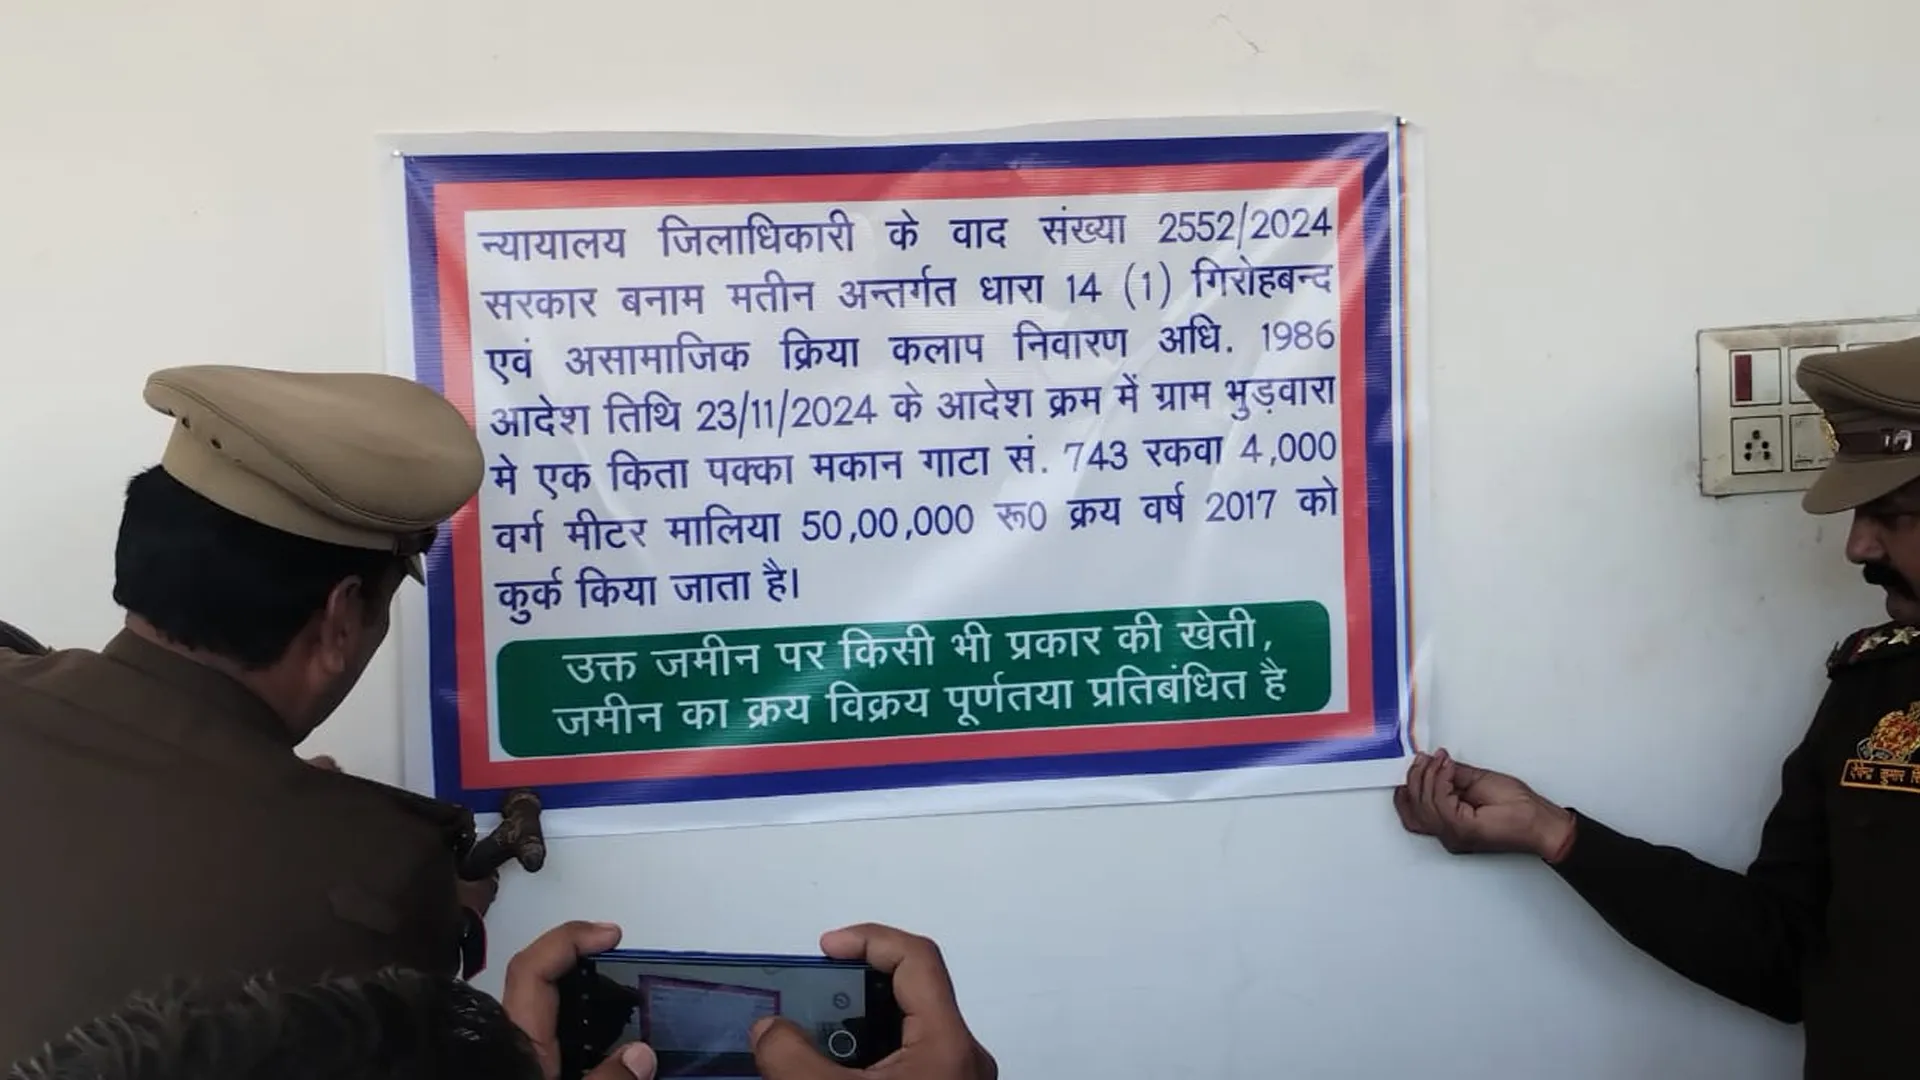 न्यायालय जिलाधिकारी के वाद संख्या 2552/2024
सरकार बनाम मतीन अन्तर्गत धारा 14 (1) गिरोहबन्द
एवं असामाजिक क्रिया कलाप निवारण अधि. 1986
आदेश तिथि 23/11/2024 के आदेश क्रम में ग्राम भुड़वारा
मे एक किता पक्का मकान गाटा सं. 743 रकवा 4,000
वर्ग मीटर मालिया 50,00,000 रू0 क्रय वर्ष 2017 को
कुर्क किया जाता है।
उक्त जमीन पर किसी भी प्रकार की खेती,
जमीन का क्रय विक्रय पूर्णतया प्रतिबंधित है
कुमार